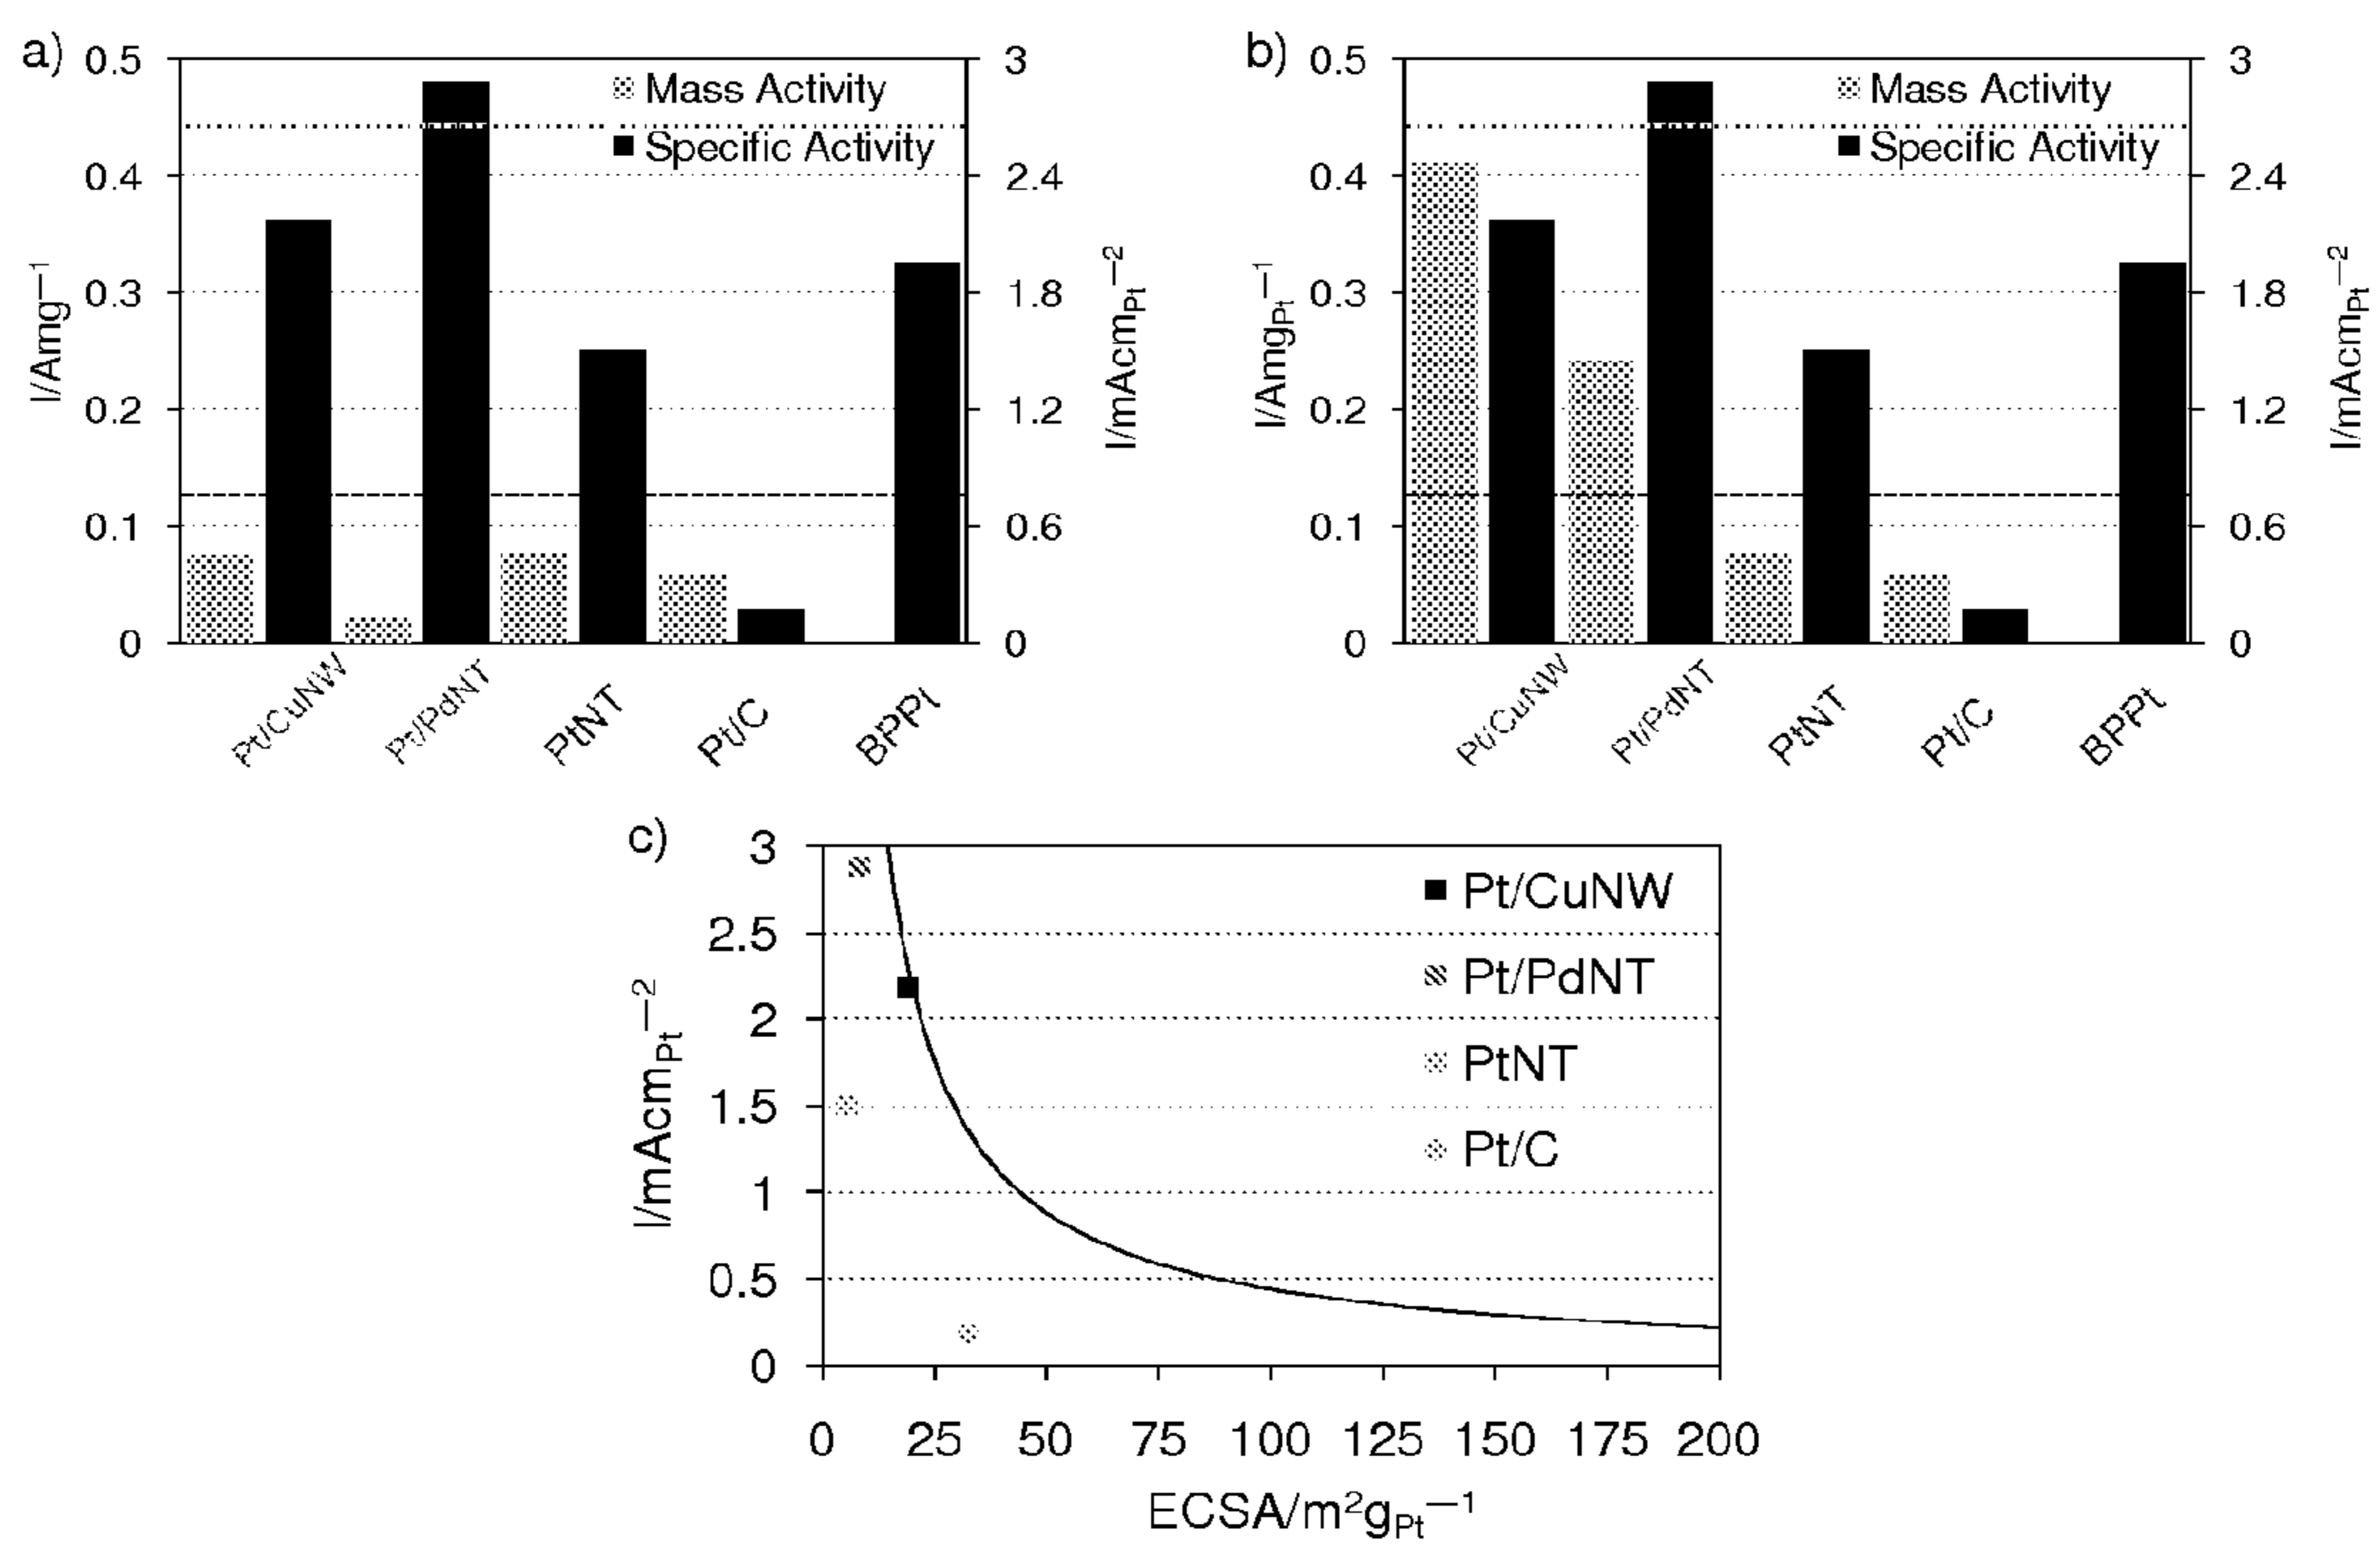 a)
0.5
0.4
0.3
0.2
0.1
0
I/Amg—1
Mass Activity
Specific Activity
3
2.4
1.8
1.2
0.6
0
I/mAcmPt—2
Pt/CuNW
Pt/PdNT
PtNT
Pt/C
BPPt
b)
0.5
0.4
0.3
0.2
0.1
0
I/AmgPt—1
Mass Activity
Specific Activity
3
2.4
1.8
1.2
0.6
0
I/mAcmPt—2
Pt/CuNW
Pt/PdNT
PtNT
Pt/C
BPPt
c)
3
2.5
2
1.5
1
0.5
0
I/mAcmPt—2
Pt/CuNW
Pt/PdNT
PtNT
Pt/C
0 25 50 75 100 125 150 175 200
ECSA/m²gPt—1